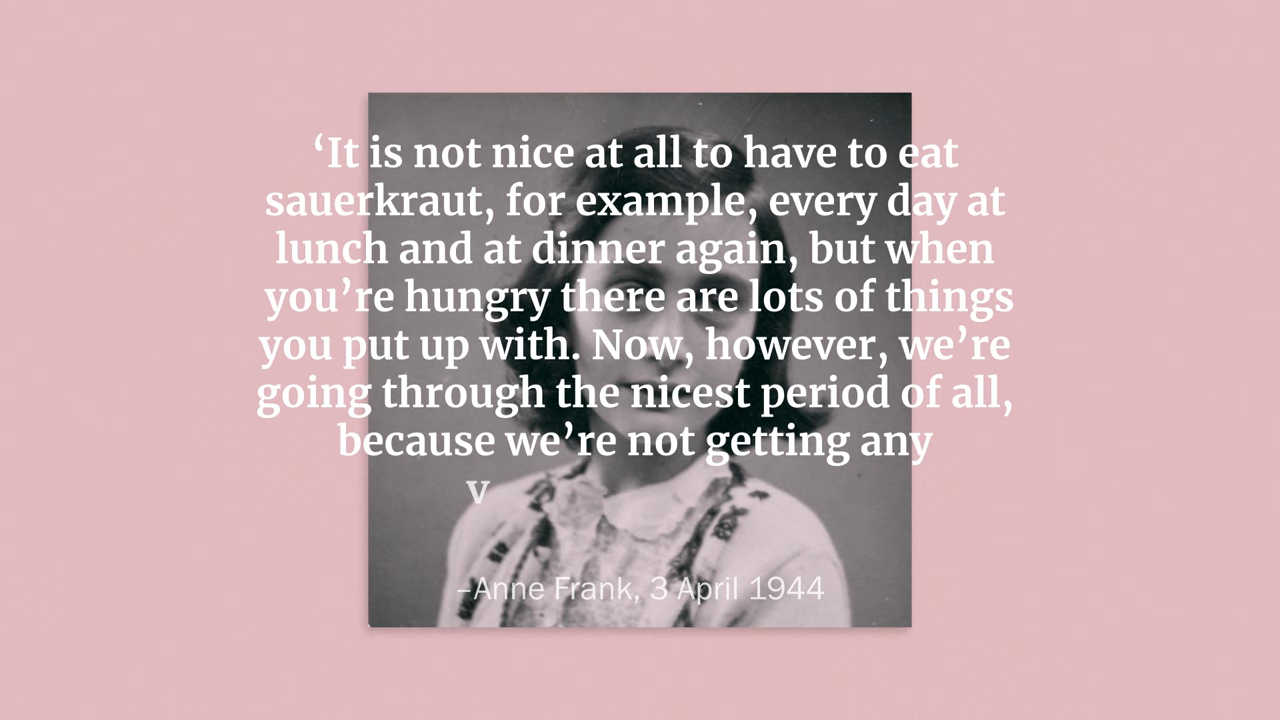 ‘It is not nice at all to have to eat
sauerkraut, for example, every day at
lunch and at dinner again, but when
you’re hungry there are lots of things
you put up with. Now, however, we’re
going through the nicest period of all,
because we’re not getting any
v
–Anne Frank, 3 April 1944